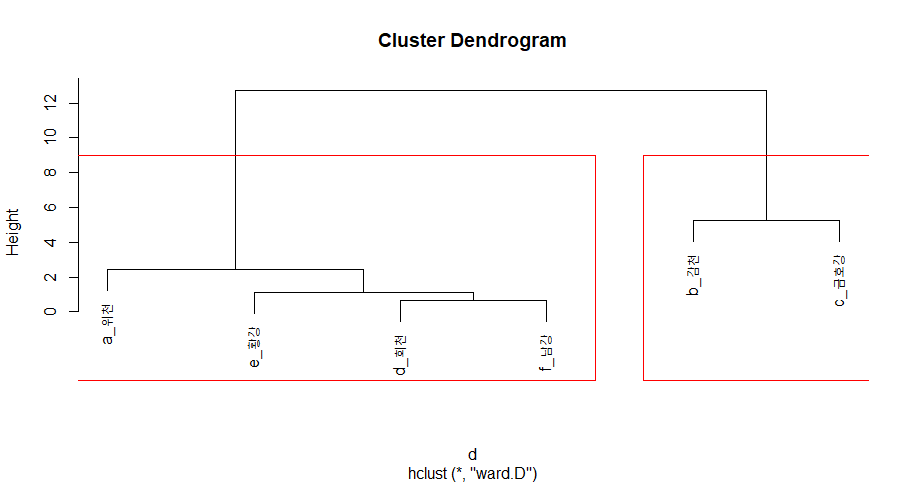 Cluster Dendrogram
Height
0 2 4 6 8 10 12
a_위천
e_황강
d_회천
f_남강
b_감천
c_금호강
d
hclust (*, "ward.D")